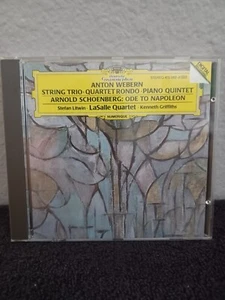 ANTON WEBERN
STRING TRIO·QUARTET RONDO·PIANO QUINTET
ARNOLD SCHOENBERG: ODE TO NAPOLEON
Stefan Litwin · LaSalle Quartet · Kenneth Griffiths